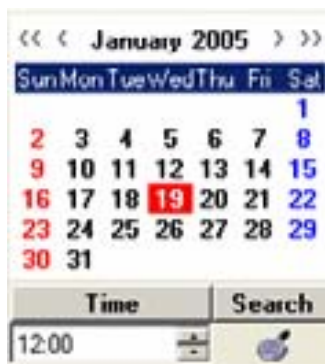 << < January 2005 > >>
Sun Mon Tue Wed Thu Fri Sat
1
2 3 4 5 6 7 8
9 10 11 12 13 14 15
16 17 18 19 20 21 22
23 24 25 26 27 28 29
30 31
Time Search
12:00